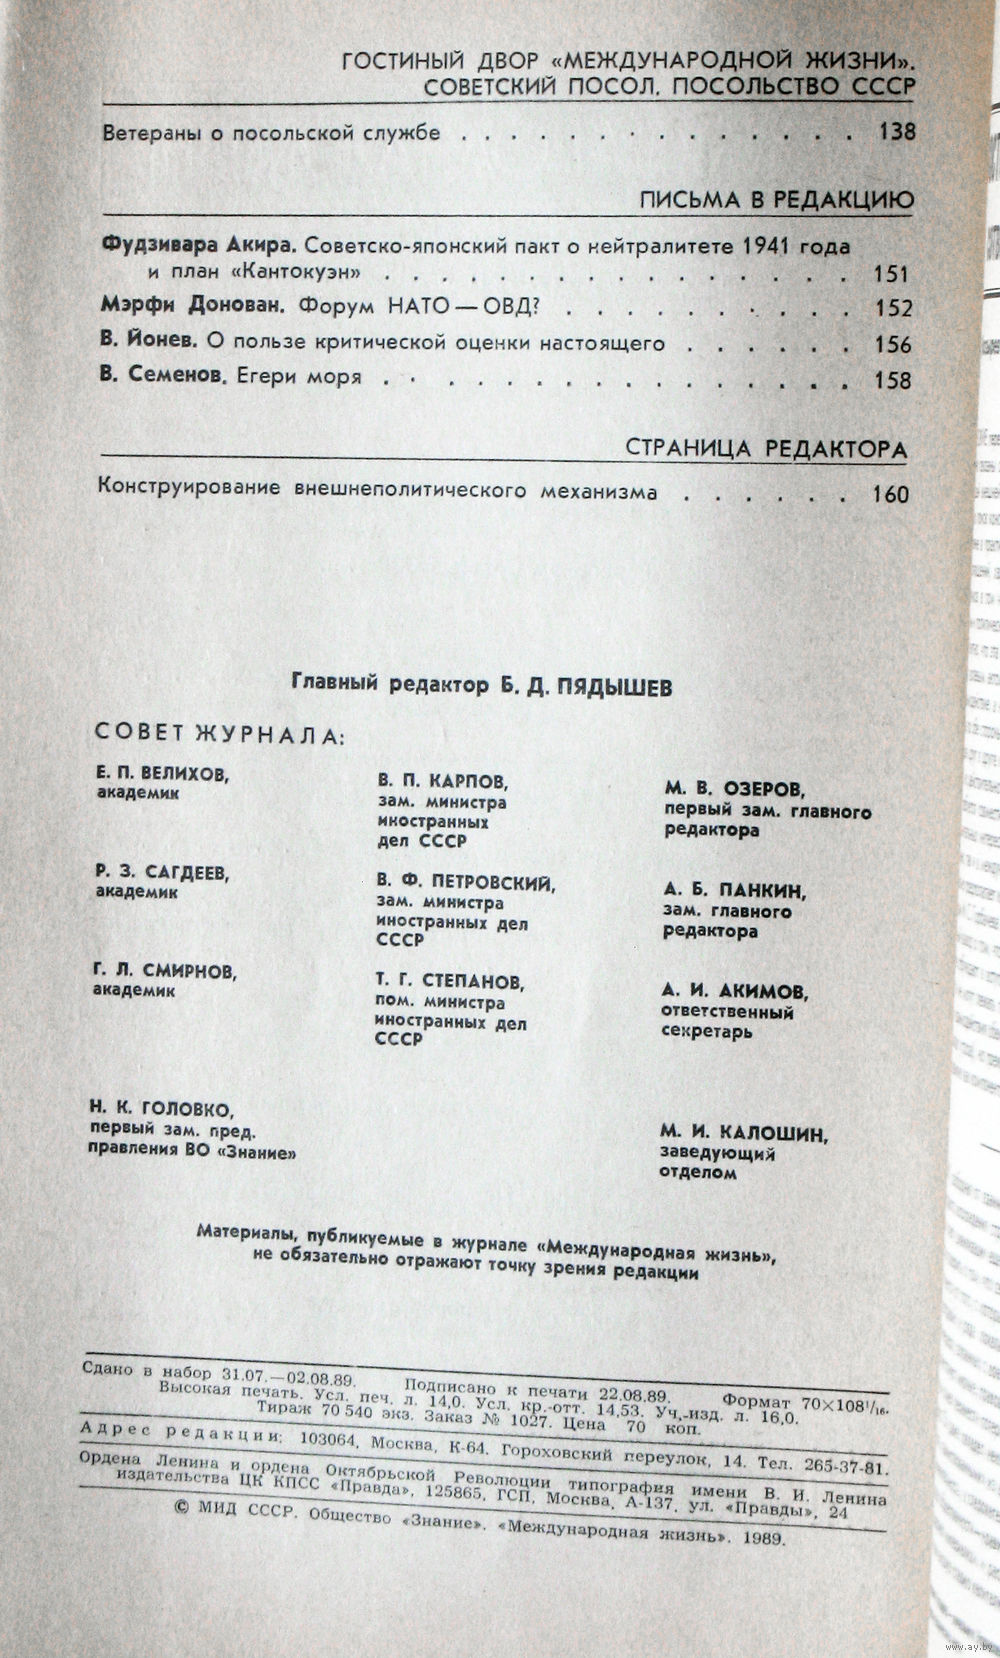 ГОСТИНЫЙ ДВОР «МЕЖДУНАРОДНОЙ ЖИЗНИ».
СОВЕТСКИЙ ПОСОЛ. ПОСОЛЬСТВО СССР
Ветераны о посольской службе . . . . . . . . . . . . . . 138
ПИСЬМА В РЕДАКЦИЮ
Фудзивара Акира. Советско-японский пакт о нейтралитете 1941 года
и план «Кантокуэн» . . . . . . . . . . . . . . . . . 151
Мэрфи Донован. Форум НАТО — ОВД? . . . . . . . . . . 152
В. Йонев. О пользе критической оценки настоящего . . . . . . 156
В. Семенов. Егери моря . . . . . . . . . . . . . . . . 158
СТРАНИЦА РЕДАКТОРА
Конструирование внешнеполитического механизма . . . . . . 160
Главный редактор Б. Д. ПЯДЫШЕВ
СОВЕТ ЖУРНАЛА:
Е. П. ВЕЛИХОВ,
академик
Р. З. САГДЕЕВ,
академик
Г. Л. СМИРНОВ,
академик
Н. К. ГОЛОВКО,
первый зам. пред.
правления ВО «Знание»
В. П. КАРПОВ,
зам. министра
иностранных
дел СССР
В. Ф. ПЕТРОВСКИЙ,
зам. министра
иностранных дел
СССР
Т. Г. СТЕПАНОВ,
пом. министра
иностранных дел
СССР
М. В. ОЗЕРОВ,
первый зам. главного
редактора
А. Б. ПАНКИН,
зам. главного
редактора
А. И. АКИМОВ,
ответственный
секретарь
М. И. КАЛОШИН,
заведующий
отделом
Материалы, публикуемые в журнале «Международная жизнь»,
не обязательно отражают точку зрения редакции
Сдано в набор 31.07.—02.08.89. Подписано к печати 22.08.89. Формат 70×108¹/₁₆.
Высокая печать. Усл. печ. л. 14,0. Усл. кр.-отт. 14,53. Уч.-изд. л. 16,0.
Тираж 70 540 экз. Заказ № 1027. Цена 70 коп.
Адрес редакции: 103064, Москва, К-64. Гороховский переулок, 14. Тел. 265-37-81.
Ордена Ленина и ордена Октябрьской Революции типография имени В. И. Ленина
издательства ЦК КПСС «Правда», 125865, ГСП, Москва, А-137, ул. «Правды», 24
© МИД СССР. Общество «Знание». «Международная жизнь». 1989.
www.ay.by